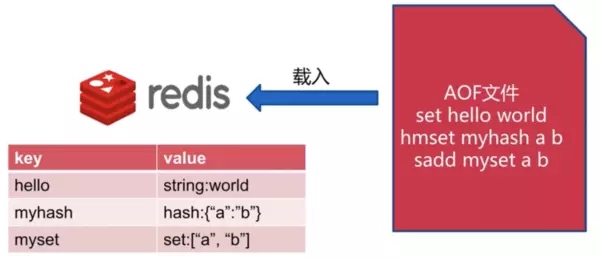 redis
载入
AOF文件
set hello world
hmset myhash a b
sadd myset a b
key value
hello string:world
myhash hash:{“a”:”b”}
myset set:[“a”, “b”]